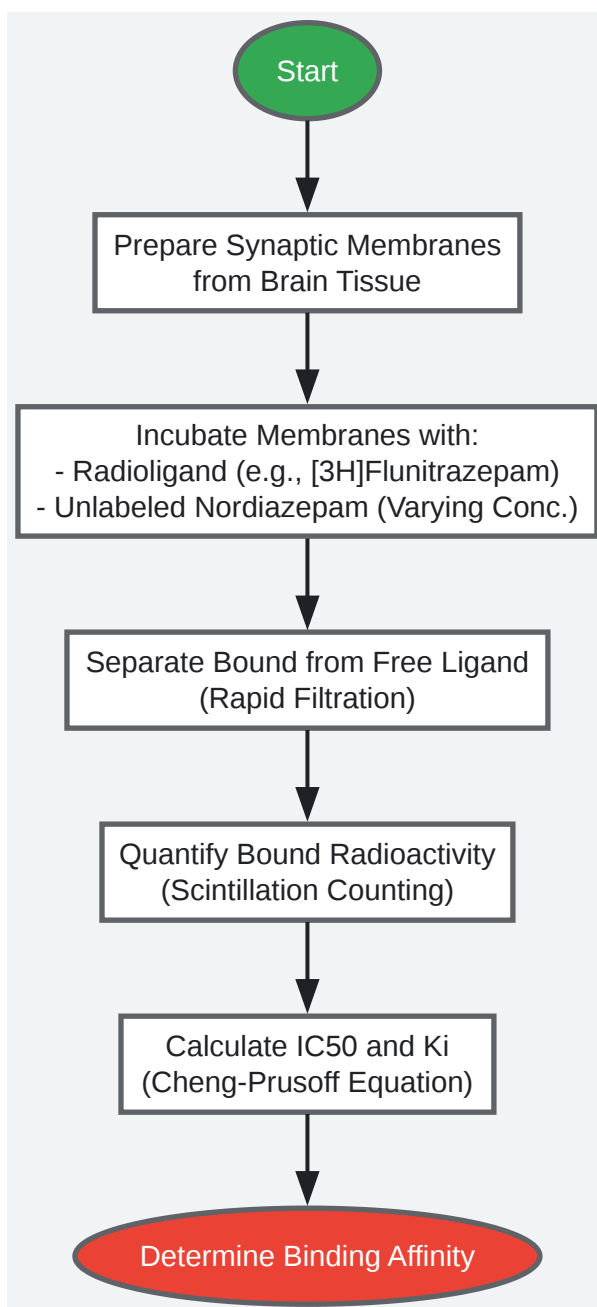 Start
Prepare Synaptic Membranes
from Brain Tissue
Incubate Membranes with:
- Radioligand (e.g., [3H]Flunitrazepam)
- Unlabeled Nordiazepam (Varying Conc.)
Separate Bound from Free Ligand
(Rapid Filtration)
Quantify Bound Radioactivity
(Scintillation Counting)
Calculate IC50 and Ki
(Cheng-Prusoff Equation)
Determine Binding Affinity